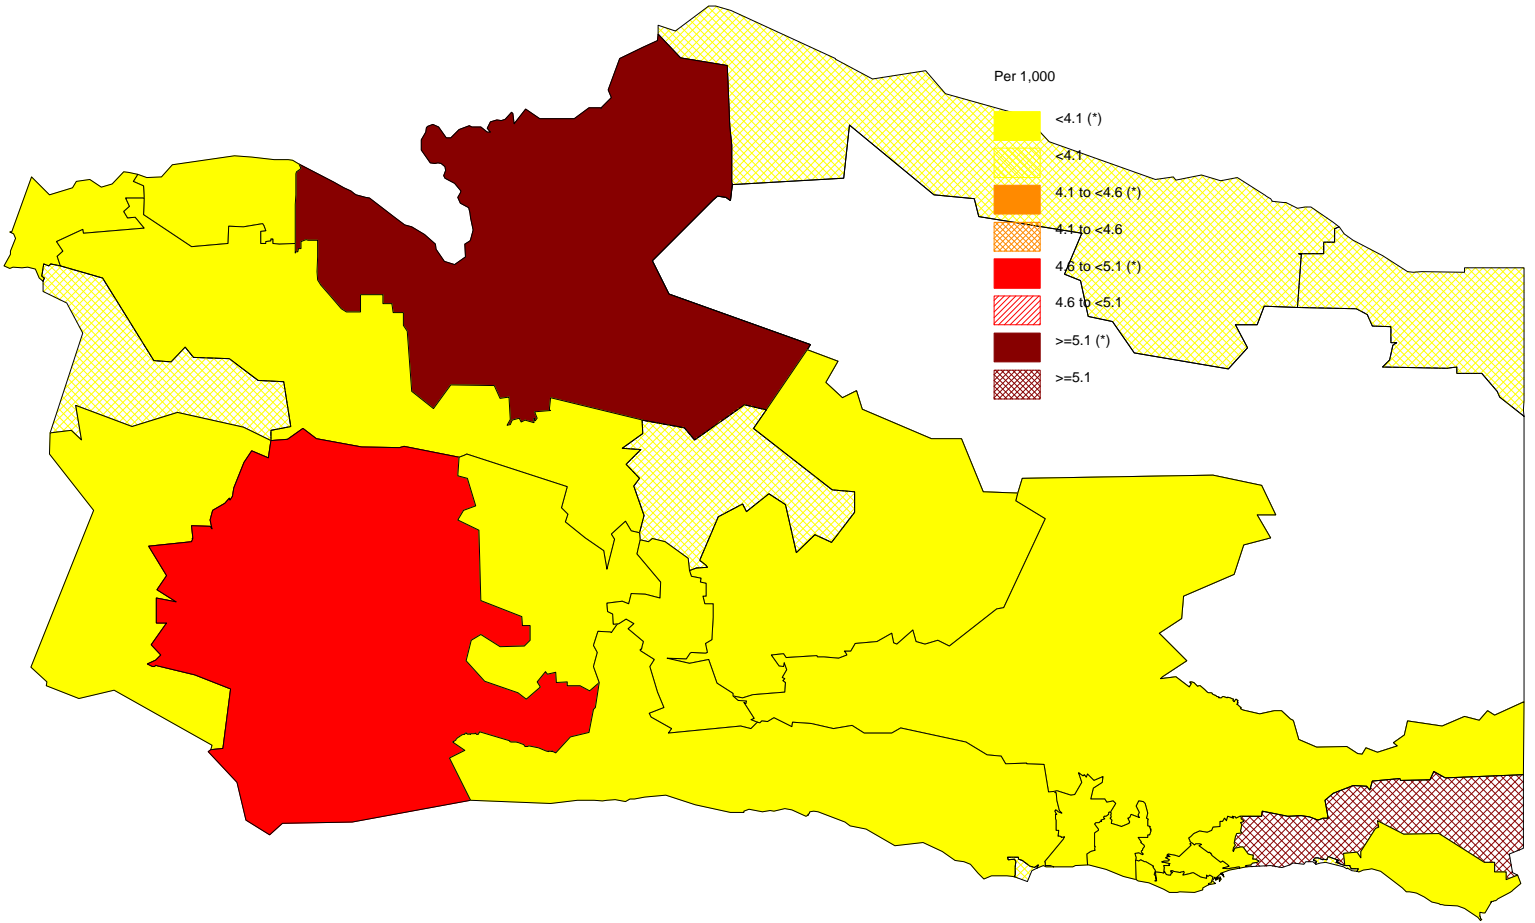 Per 1,000
<4.1 (*)
<4.1
4.1 to <4.6 (*)
4.1 to <4.6
4.6 to <5.1 (*)
4.6 to <5.1
>=5.1 (*)
>=5.1